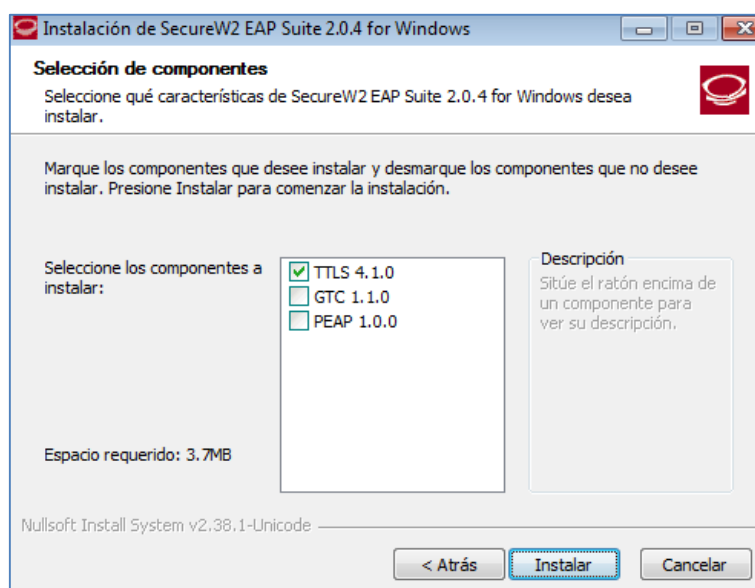 Instalación de SecureW2 EAP Suite 2.0.4 for Windows
Selección de componentes
Seleccione qué características de SecureW2 EAP Suite 2.0.4 for Windows desea
instalar.
Marque los componentes que desee instalar y desmarque los componentes que no desee
instalar. Presione Instalar para comenzar la instalación.
Seleccione los componentes a
instalar:
TTLS 4.1.0
GTC 1.1.0
PEAP 1.0.0
Descripción
Sitúe el ratón encima de
un componente para
ver su descripción.
Espacio requerido: 3.7MB
Nullsoft Install System v2.38.1-Unicode
< Atrás
Instalar
Cancelar